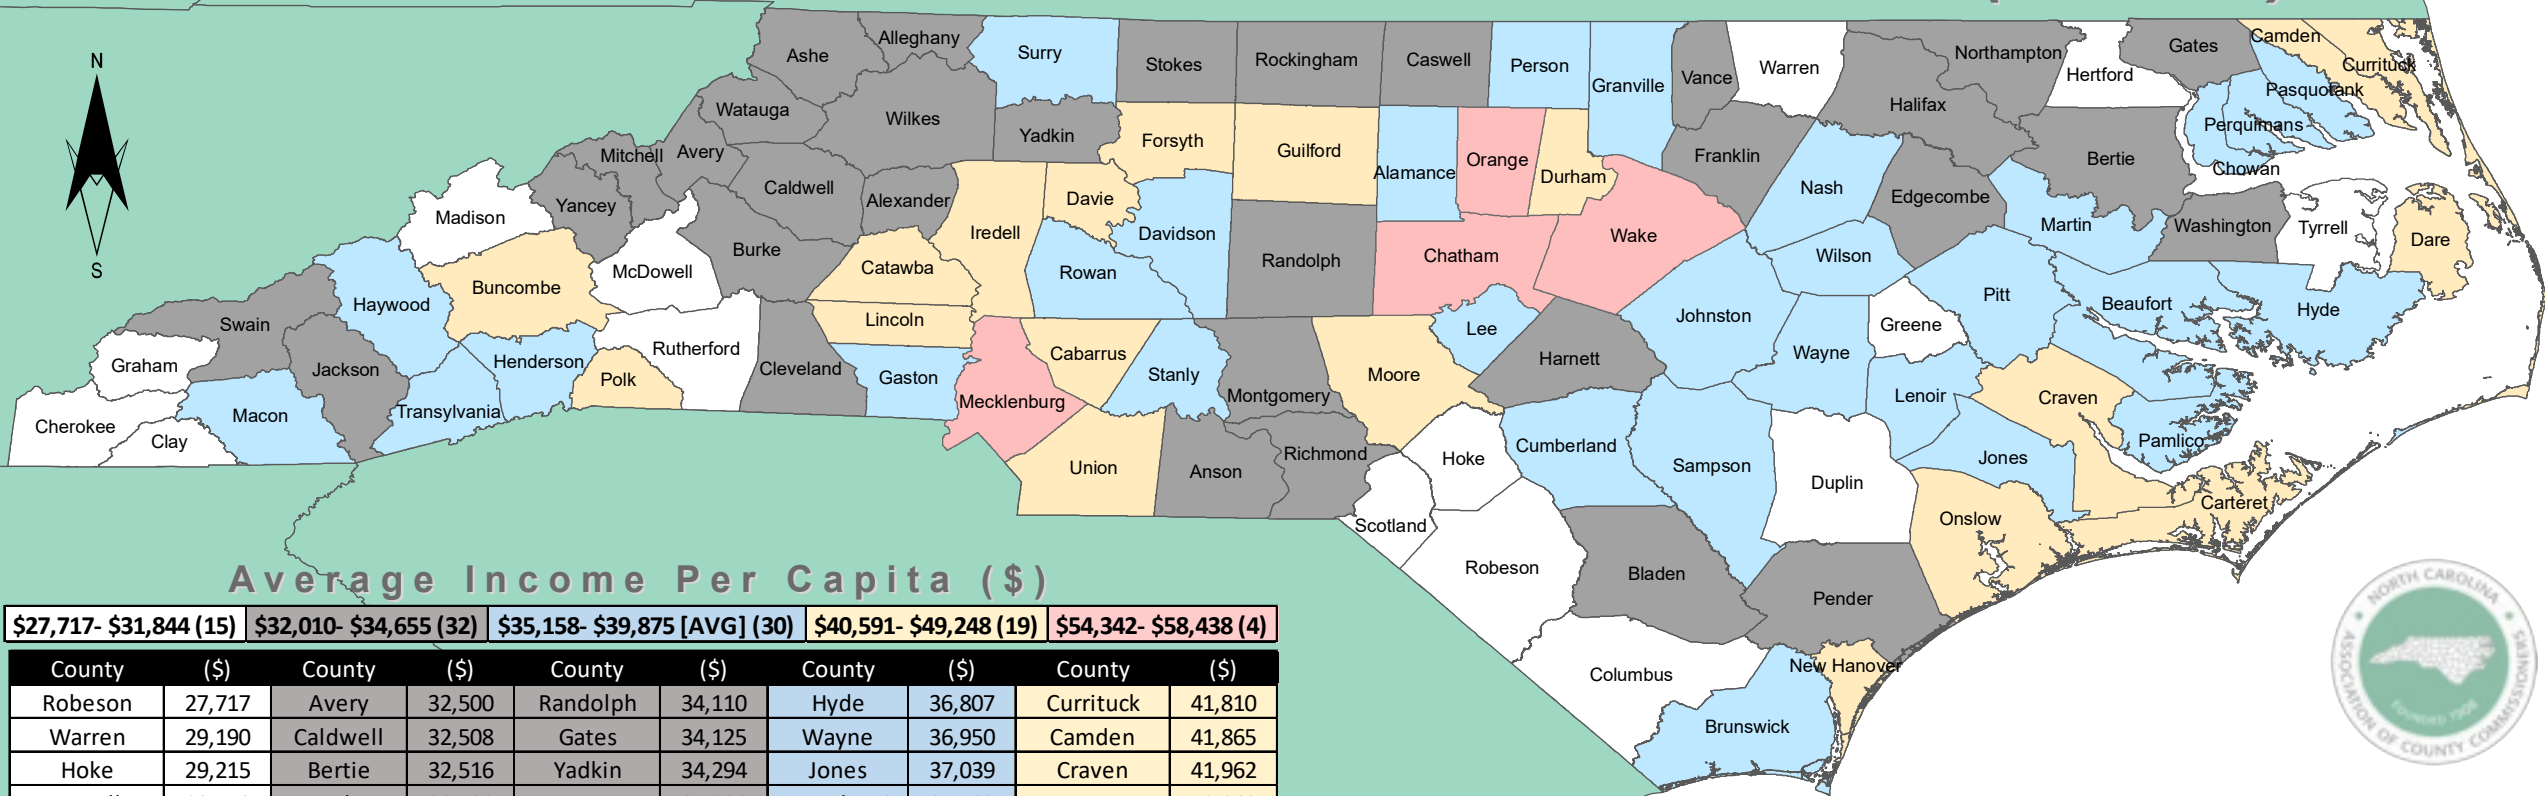 N
S
Ashe
Alleghany
Surry
Stokes
Rockingham
Caswell
Person
Granville
Vance
Warren
Northampton
Hertford
Gates
Camden
Currituck
Pasquotank
Perquimans
Chowan
Watauga
Wilkes
Yadkin
Forsyth
Guilford
Alamance
Orange
Durham
Franklin
Halifax
Bertie
Mitchell
Avery
Caldwell
Alexander
Iredell
Davie
Davidson
Nash
Edgecombe
Martin
Washington
Tyrrell
Dare
Madison
Yancey
Burke
Catawba
Rowan
Randolph
Chatham
Wake
Wilson
McDowell
Buncombe
Haywood
Swain
Graham
Jackson
Cherokee
Clay
Macon
Transylvania
Henderson
Polk
Rutherford
Cleveland
Lincoln
Gaston
Mecklenburg
Cabarrus
Stanly
Montgomery
Moore
Lee
Harnett
Johnston
Wayne
Greene
Pitt
Beaufort
Hyde
Lenoir
Craven
Pamlico
Jones
Carteret
Onslow
Duplin
Sampson
Cumberland
Hoke
Richmond
Anson
Union
Scotland
Robeson
Bladen
Pender
New Hanover
Columbus
Brunswick
Average Income Per Capita ($)
$27,717- $31,844 (15) $32,010- $34,655 (32) $35,158- $39,875 [AVG] (30) $40,591- $49,248 (19) $54,342- $58,438 (4)
County ($) County ($) County ($) County ($) County ($)
Robeson 27,717 Avery 32,500 Randolph 34,110 Hyde 36,807 Currituck 41,810
Warren 29,190 Caldwell 32,508 Gates 34,125 Wayne 36,950 Camden 41,865
Hoke 29,215 Bertie 32,516 Yadkin 34,294 Jones 37,039 Craven 41,962
NORTH CAROLINA
ASSOCIATION OF COUNTY COMMISSIONERS
FOUNDED 1908